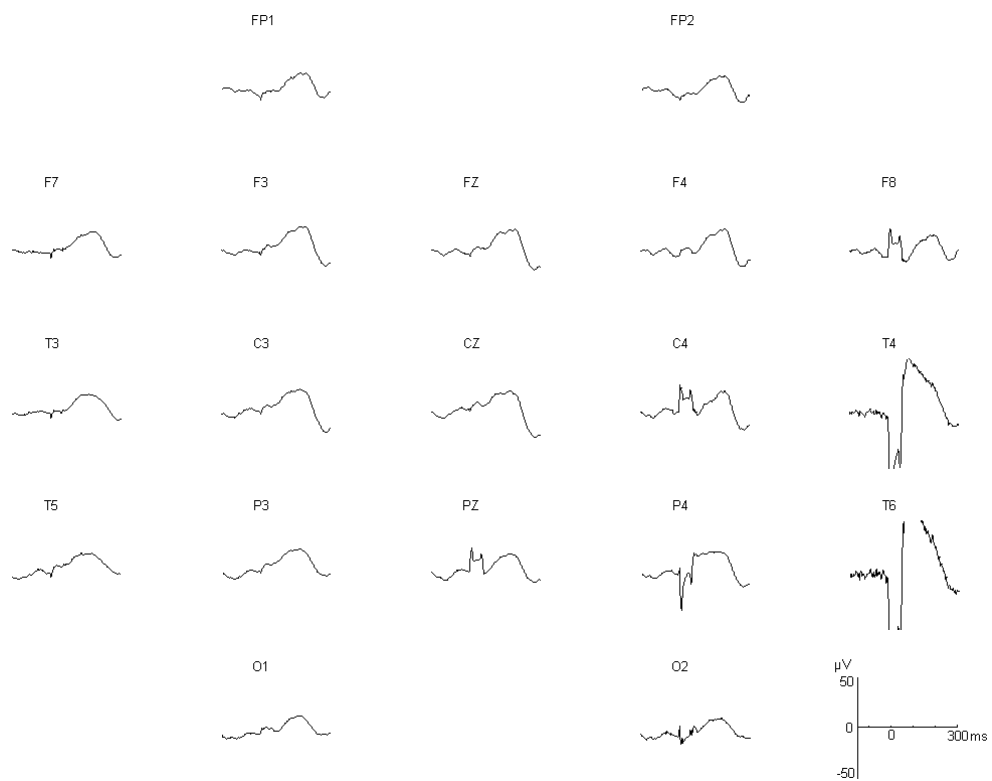 FP1 FP2
F7 F3 FZ F4 F8
T3 C3 CZ C4 T4
T5 P3 PZ P4 T6
O1 O2
µV
50
0
0 300ms
-50